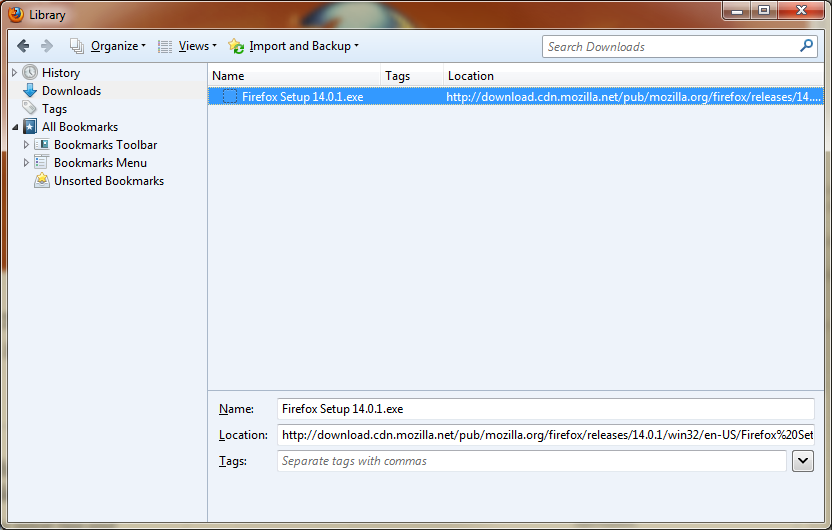 Library
Organize Views Import and Backup Search Downloads
History
Downloads
Tags
All Bookmarks
Bookmarks Toolbar
Bookmarks Menu
Unsorted Bookmarks
Name Tags Location
Firefox Setup 14.0.1.exe http://download.cdn.mozilla.net/pub/mozilla.org/firefox/releases/14....
Name: Firefox Setup 14.0.1.exe
Location: http://download.cdn.mozilla.net/pub/mozilla.org/firefox/releases/14.0.1/win32/en-US/Firefox%20Set
Tags: Separate tags with commas